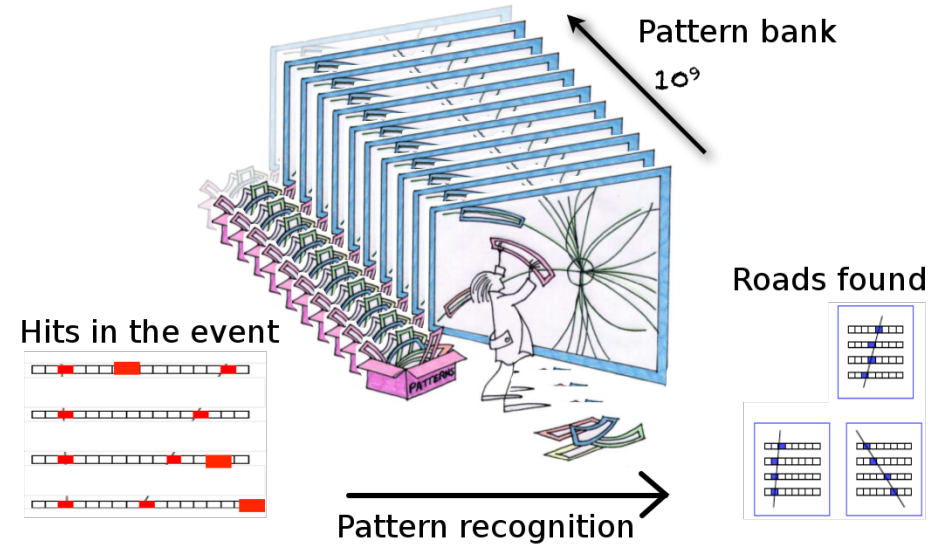 Pattern bank
10⁹
Roads found
Hits in the event
PATTERNS
Pattern recognition